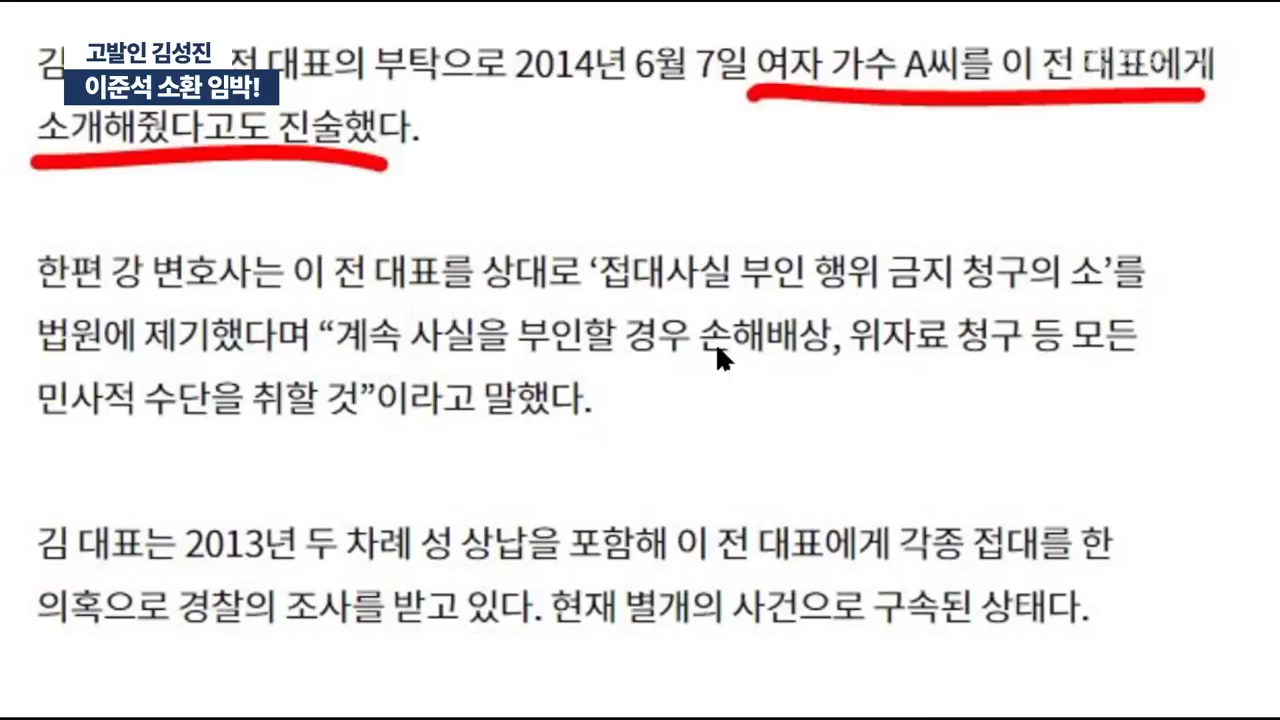 고발인 김성진
이준석 소환 임박!
김 전 대표의 부탁으로 2014년 6월 7일 여자 가수 A씨를 이 전 대표에게
소개해줬다고도 진술했다.
한편 강 변호사는 이 전 대표를 상대로 ‘접대사실 부인 행위 금지 청구의 소’를
법원에 제기했다며 “계속 사실을 부인할 경우 손해배상, 위자료 청구 등 모든
민사적 수단을 취할 것”이라고 말했다.
김 대표는 2013년 두 차례 성 상납을 포함해 이 전 대표에게 각종 접대를 한
의혹으로 경찰의 조사를 받고 있다. 현재 별개의 사건으로 구속된 상태다.